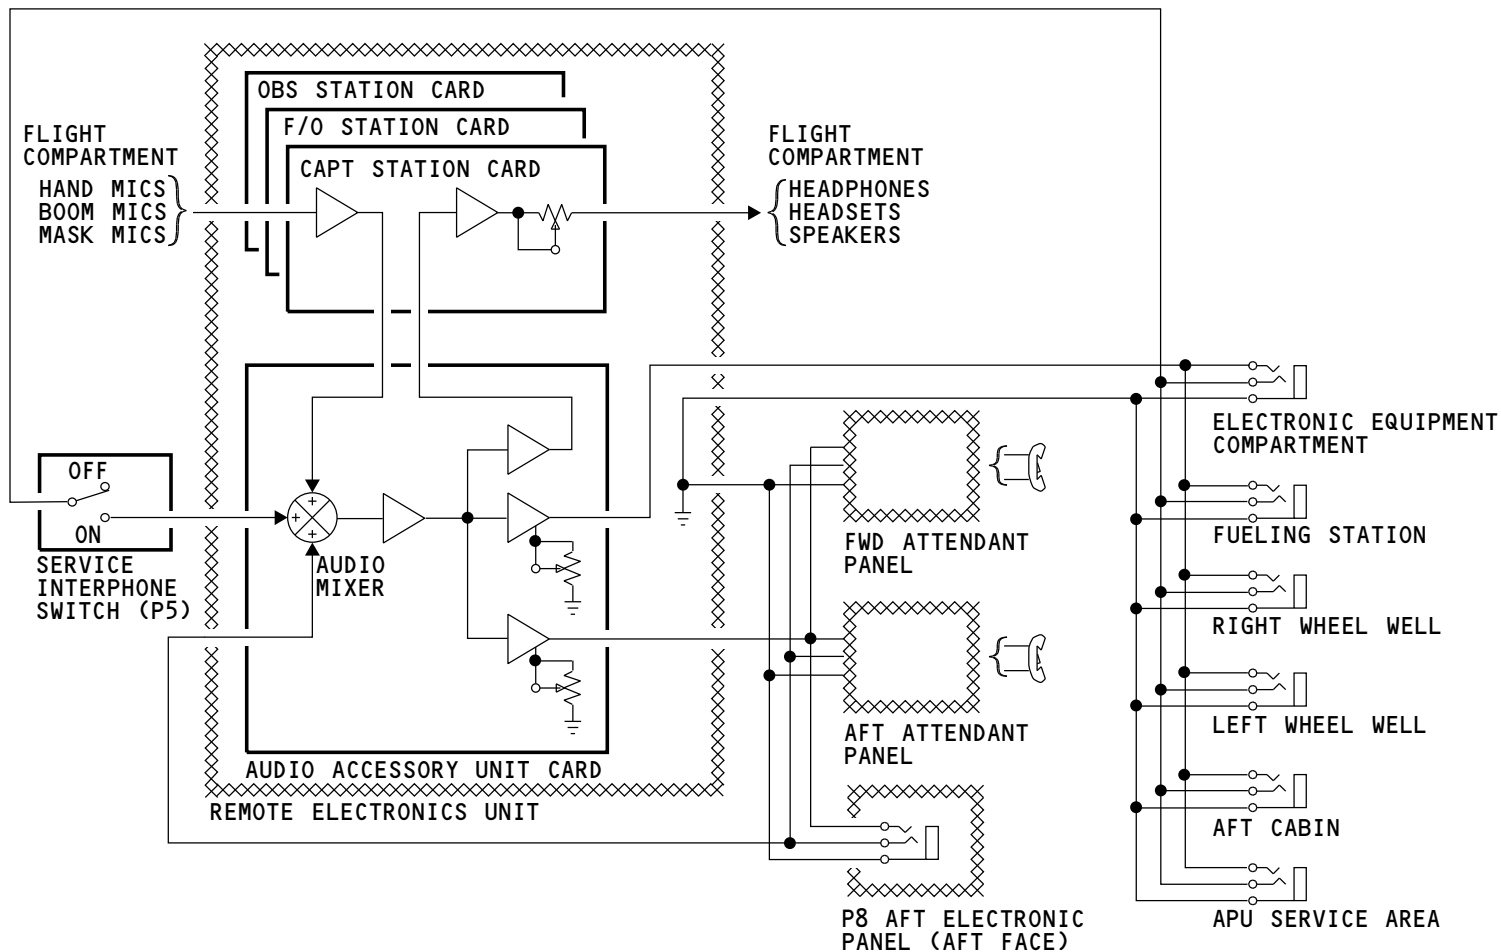 OBS STATION CARD
F/O STATION CARD
CAPT STATION CARD
FLIGHT
COMPARTMENT
HAND MICS
BOOM MICS
MASK MICS
FLIGHT
COMPARTMENT
HEADPHONES
HEADSETS
SPEAKERS
OFF
ON
SERVICE
INTERPHONE
SWITCH (P5)
+
+
+
AUDIO
MIXER
AUDIO ACCESSORY UNIT CARD
REMOTE ELECTRONICS UNIT
FWD ATTENDANT
PANEL
AFT ATTENDANT
PANEL
P8 AFT ELECTRONIC
PANEL (AFT FACE)
ELECTRONIC EQUIPMENT
COMPARTMENT
FUELING STATION
RIGHT WHEEL WELL
LEFT WHEEL WELL
AFT CABIN
APU SERVICE AREA